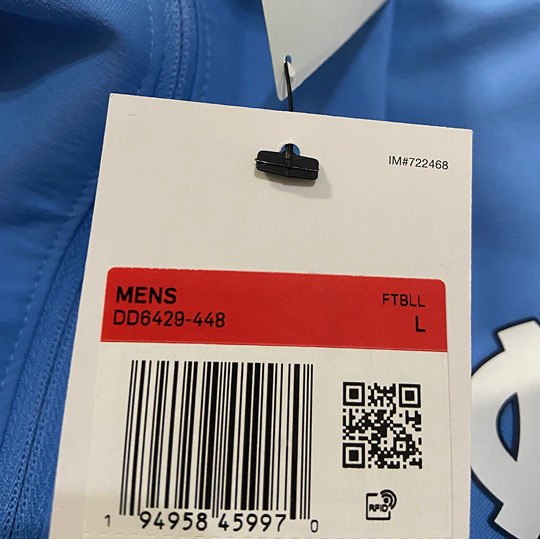 IM#722468
MENS FTBLL
DD6429-448 L
1 94958 45997 0
RFID